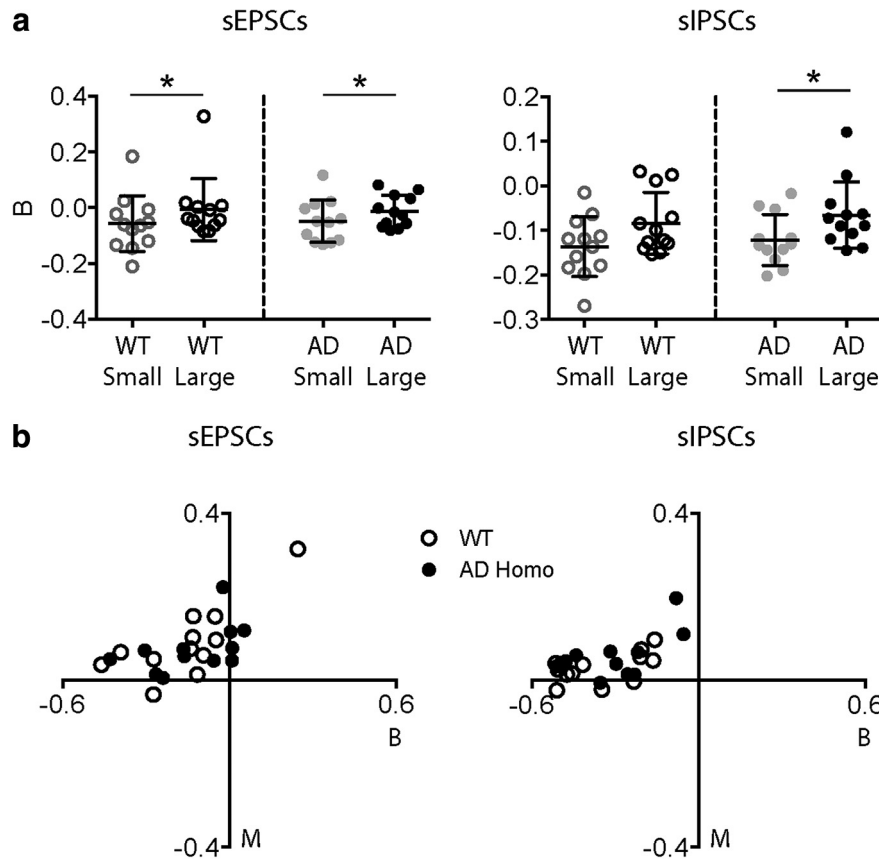 a
sEPSCs
sIPSCs
*
*
*
B
0.4
0.2
0.0
-0.2
-0.4
0.2
0.1
0.0
-0.1
-0.2
-0.3
WT Small
WT Large
AD Small
AD Large
WT Small
WT Large
AD Small
AD Large
b
sEPSCs
sIPSCs
0.4
WT
AD Homo
0.4
-0.6
0.6
B
-0.6
0.6
B
-0.4
M
-0.4
M